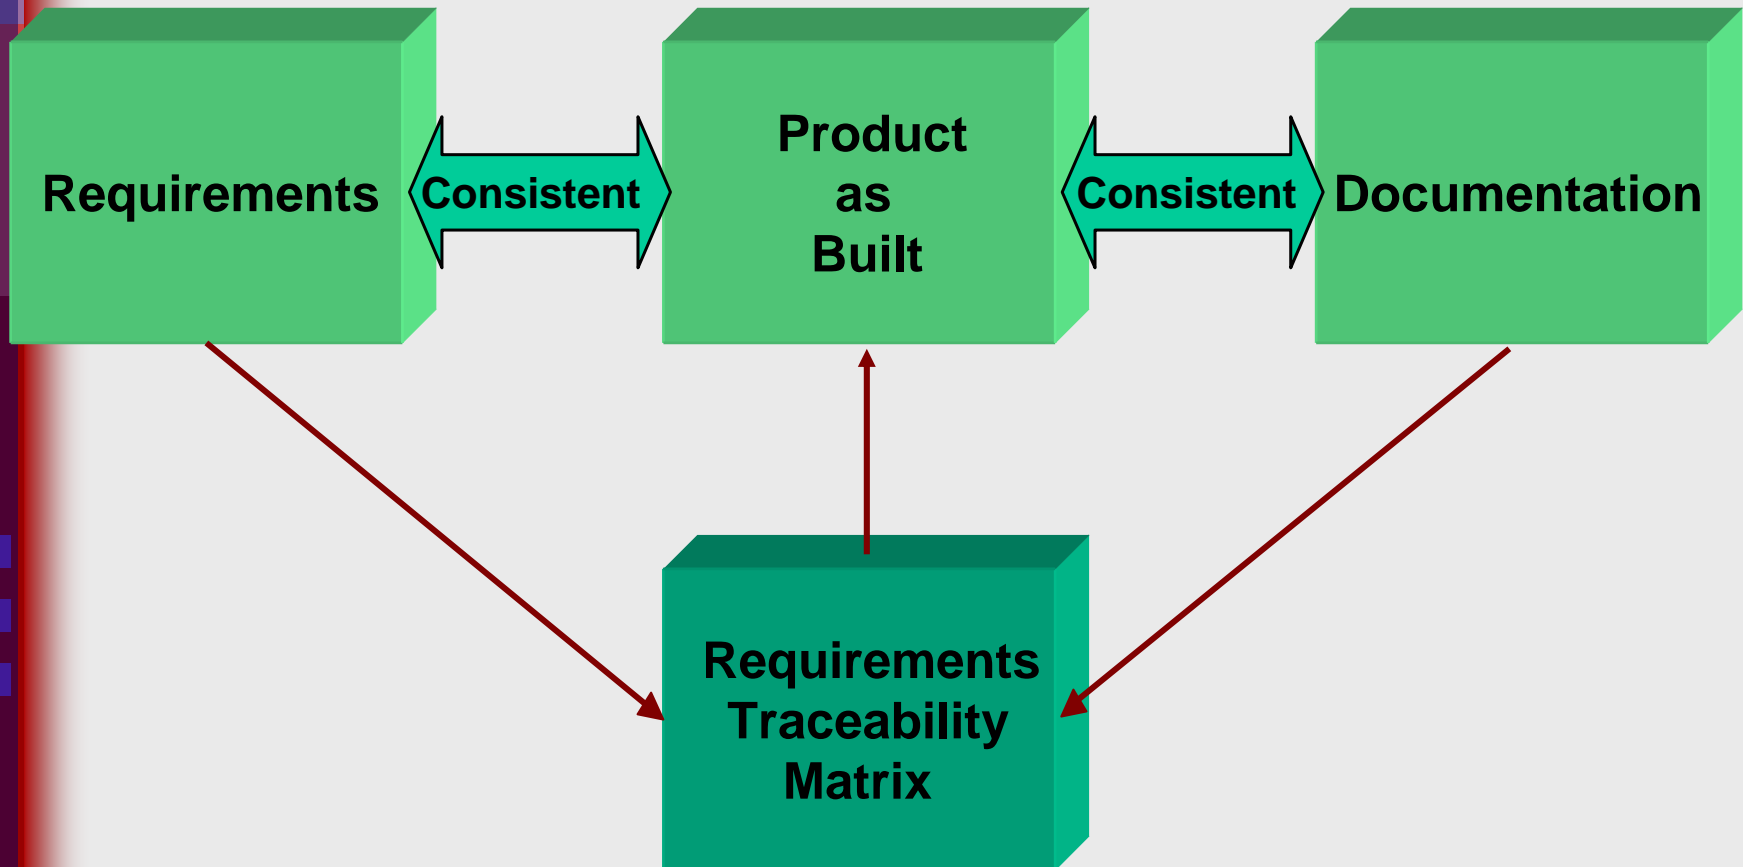 Requirements
Consistent
Product
as
Built
Consistent
Documentation
Requirements
Traceability
Matrix